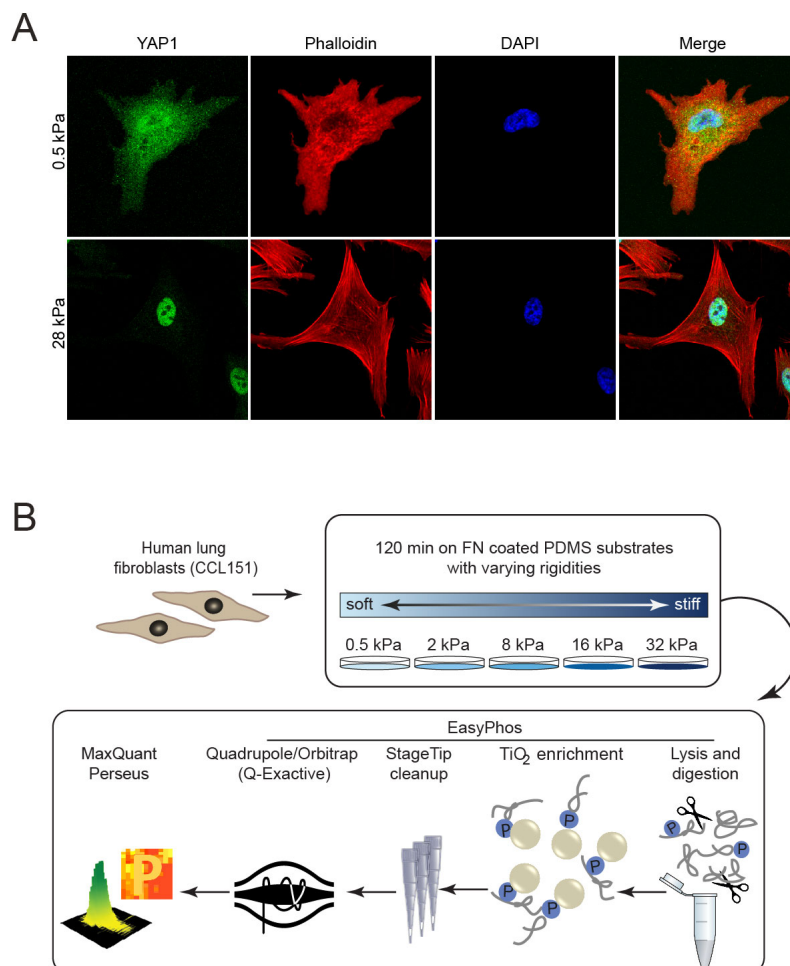 A
YAP1 Phalloidin DAPI Merge
0.5 kPa
28 kPa
B
Human lung
fibroblasts (CCL151)
120 min on FN coated PDMS substrates
with varying rigidities
soft stiff
0.5 kPa 2 kPa 8 kPa 16 kPa 32 kPa
EasyPhos
MaxQuant
Perseus
Quadrupole/Orbitrap
(Q-Exactive)
StageTip
cleanup
TiO2 enrichment
Lysis and
digestion
P
P
P
P
P
P
P
P